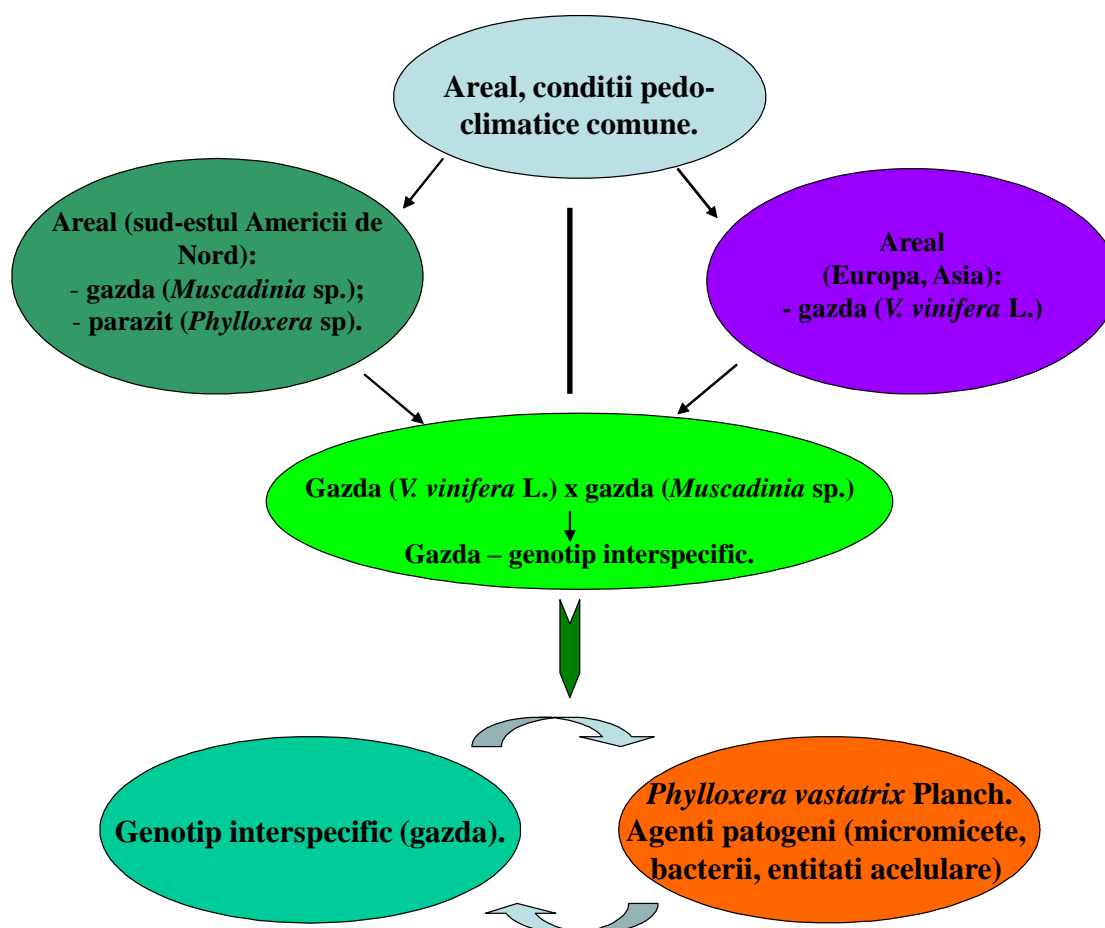 Areal, conditii pedo-
climatice comune.
Areal (sud-estul Americii de
Nord):
- gazda (Muscadinia sp.);
- parazit (Phylloxera sp).
Areal
(Europa, Asia):
- gazda (V. vinifera L.)
Gazda (V. vinifera L.) x gazda (Muscadinia sp.)
Gazda – genotip interspecific.
Genotip interspecific (gazda).
Phylloxera vastatrix Planch.
Agenti patogeni (micromicete,
bacterii, entitati acelulare)